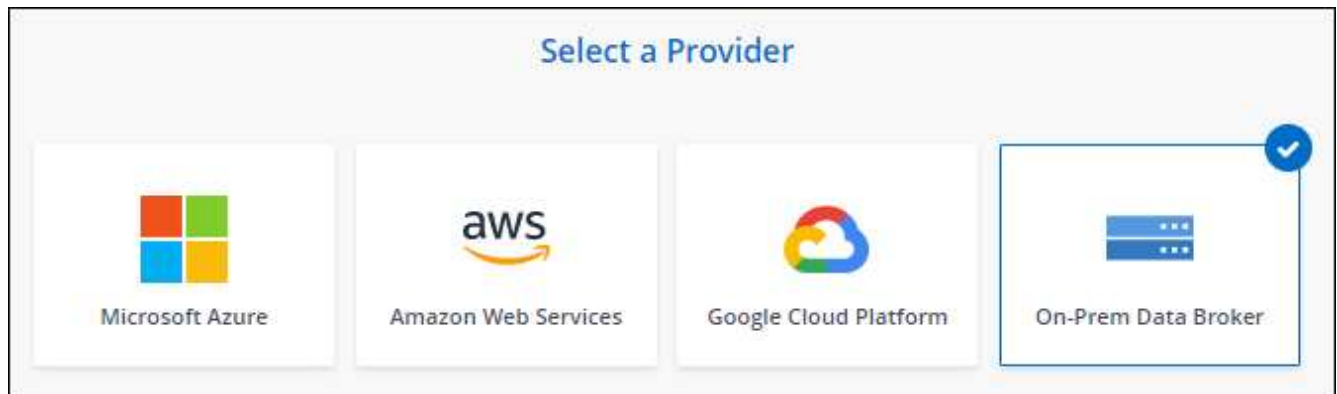 Select a Provider
aws
Microsoft Azure
Amazon Web Services
Google Cloud Platform
On-Prem Data Broker